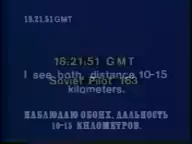 18.21.51 GMT
18:21:51 GMT
I see both, distance 10-15
Soviet Pilot 163
kilometers.
НАБЛЮДАЮ ОБОИХ. ДАЛЬНОСТЬ
10-15 КИЛОМЕТРОВ.